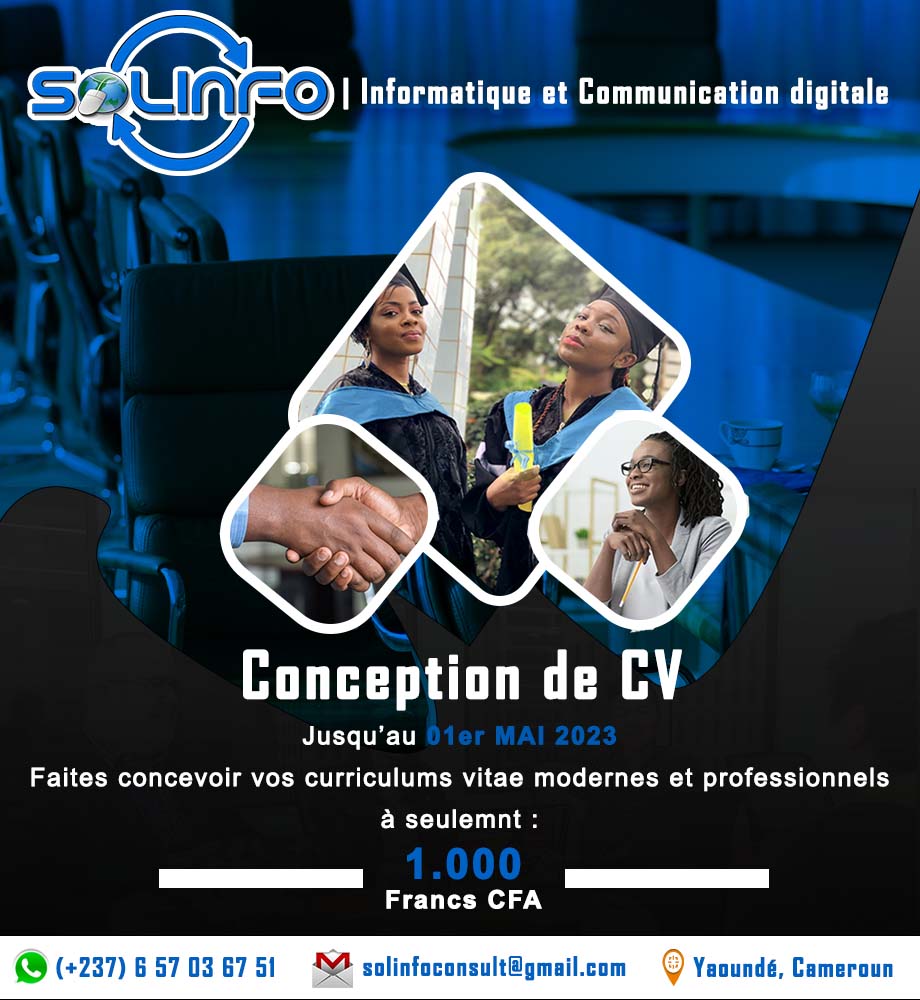 SOLINFO | Informatique et Communication digitale
Conception de CV
Jusqu'au 01er MAI 2023
Faites concevoir vos curriculums vitae modernes et professionnels
à seulemnt :
1.000
Francs CFA
(+237) 6 57 03 67 51 solinfoconsult@gmail.com Yaoundé, Cameroun